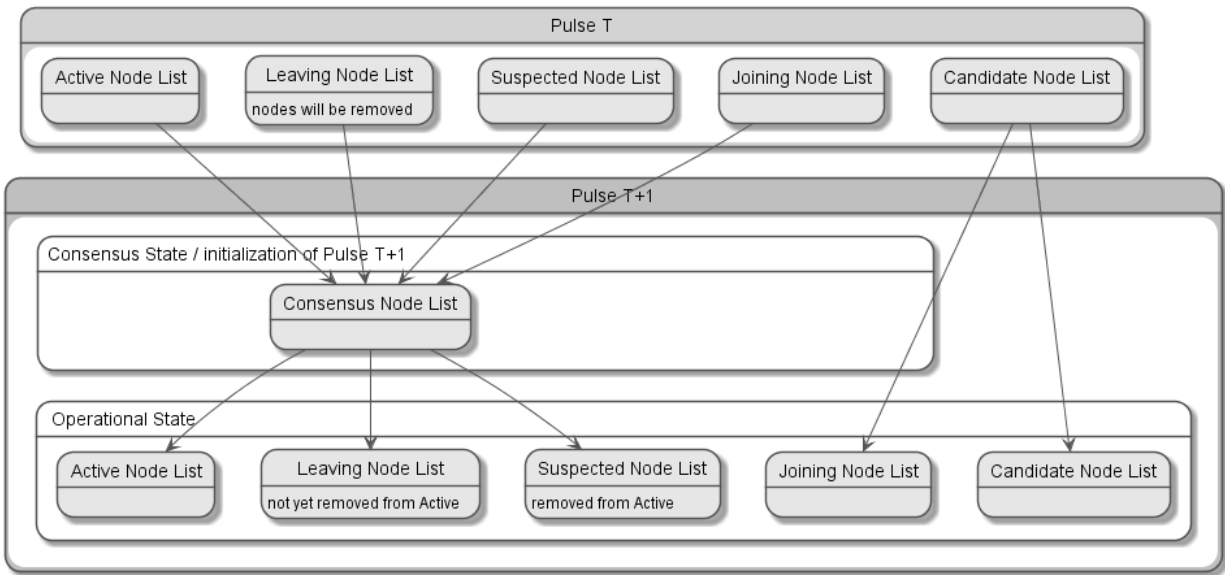 Pulse T
Active Node List
Leaving Node List
nodes will be removed
Suspected Node List
Joining Node List
Candidate Node List
Pulse T+1
Consensus State / initialization of Pulse T+1
Consensus Node List
Operational State
Active Node List
Leaving Node List
not yet removed from Active
Suspected Node List
removed from Active
Joining Node List
Candidate Node List